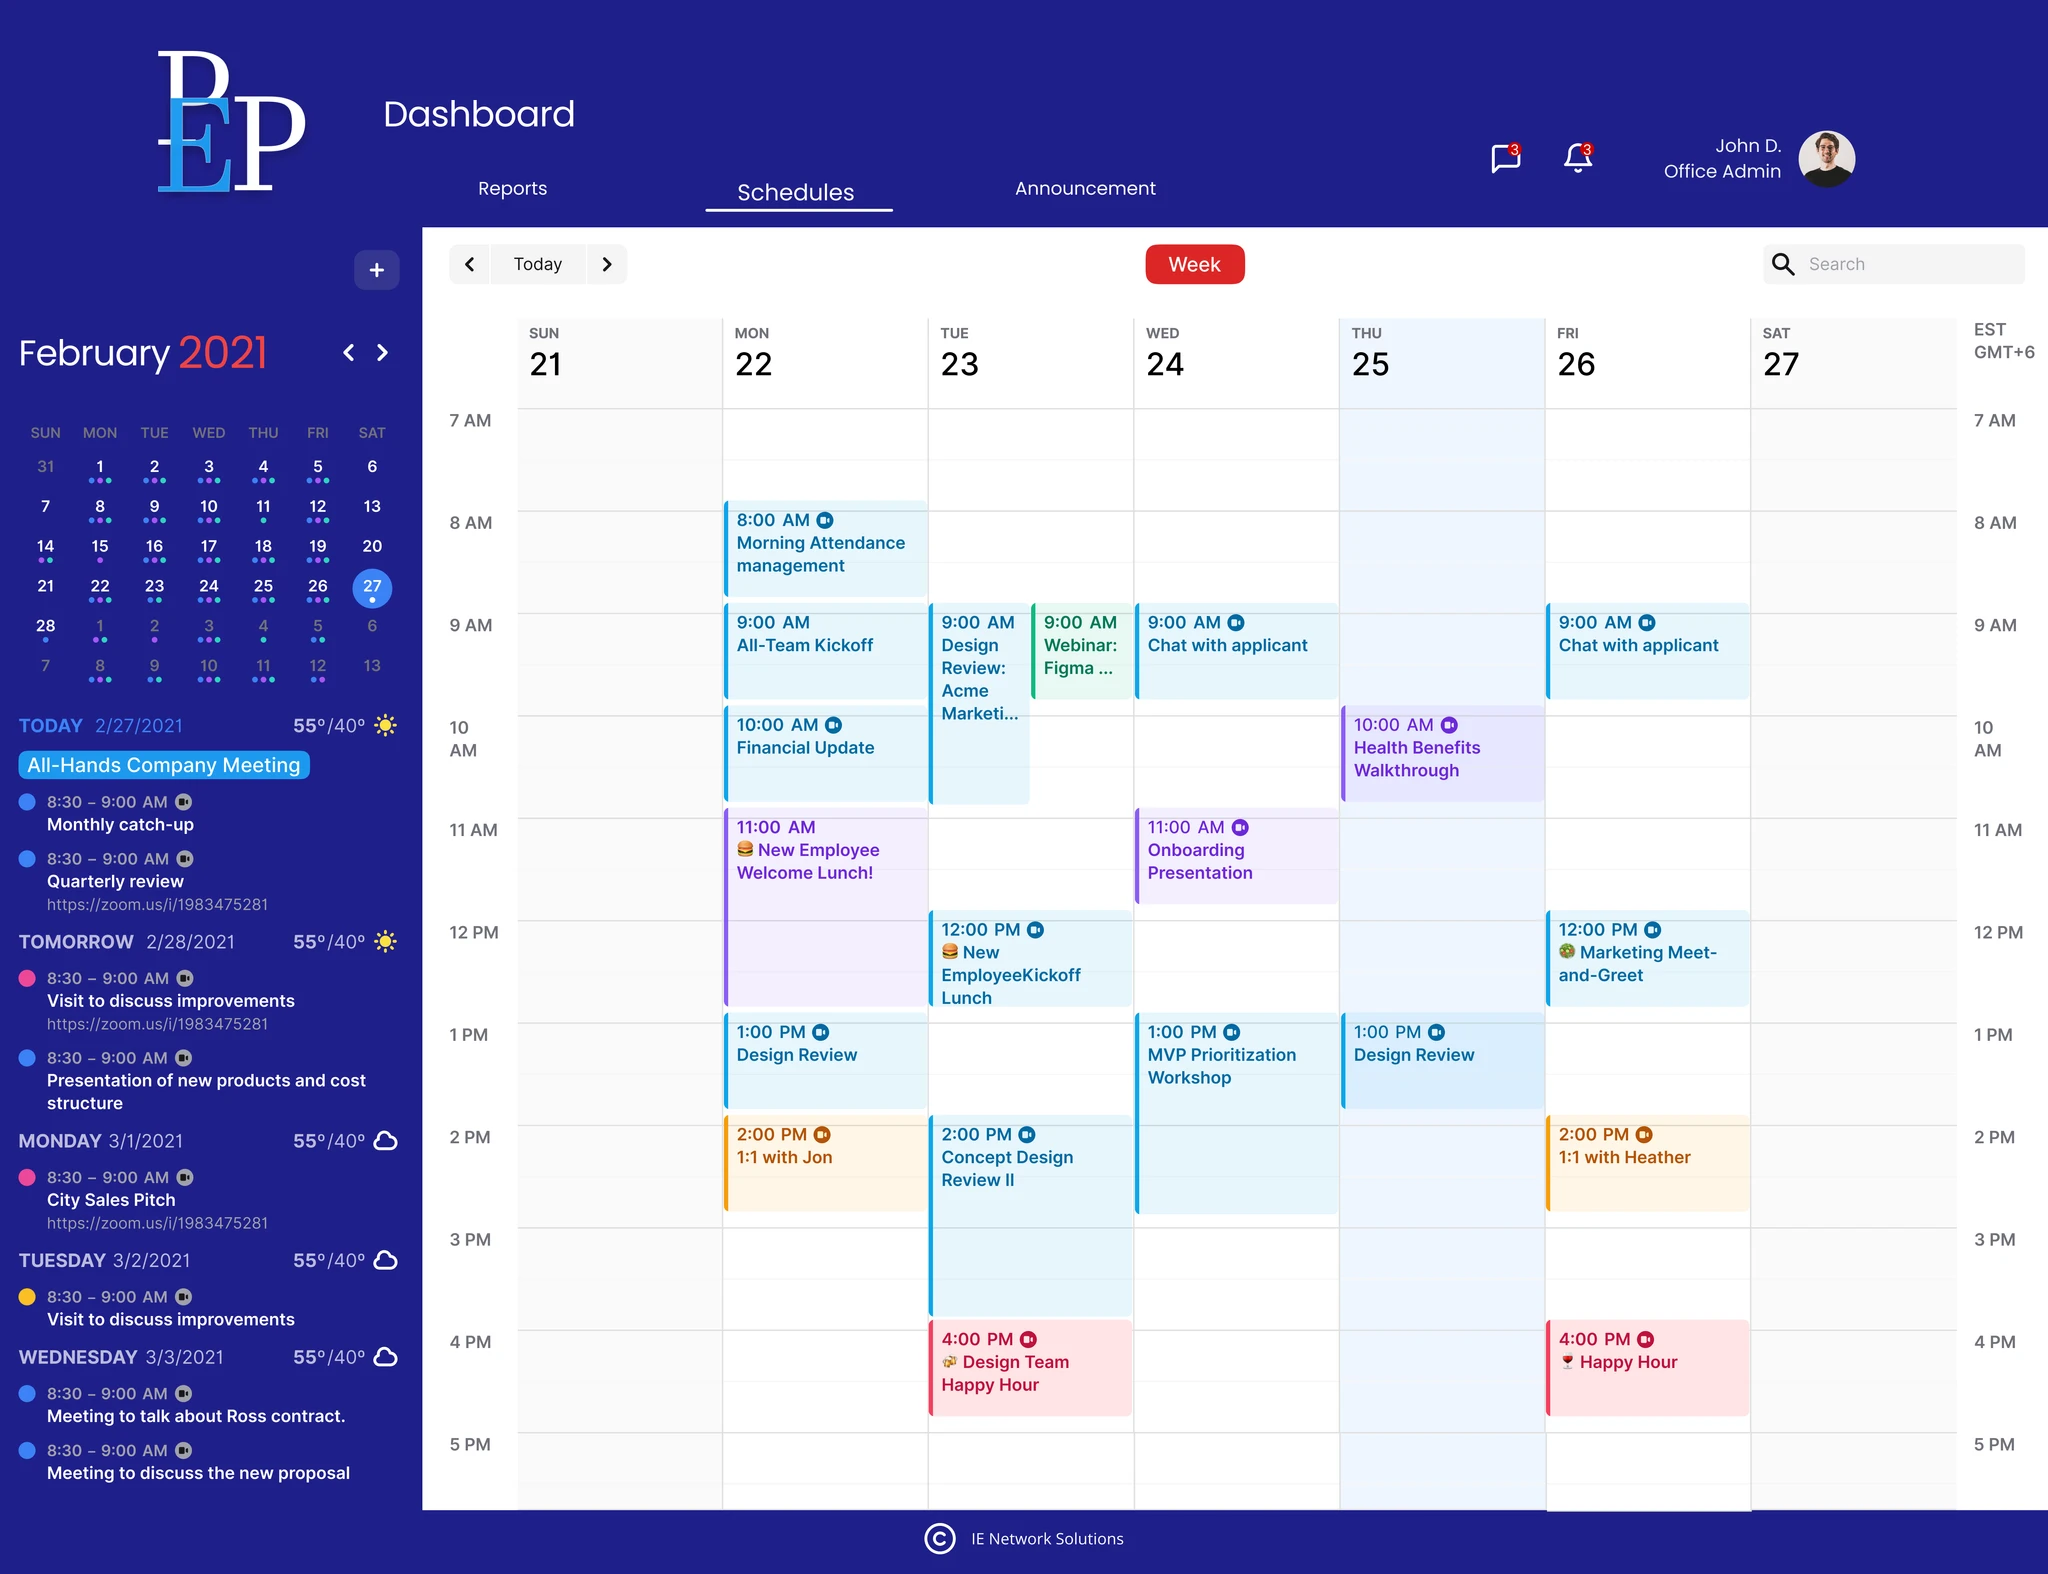 PEP
Dashboard
Reports
Schedules
Announcement
3
3
John D.
Office Admin
+
Today
Week
Search
February 2021
SUN MON TUE WED THU FRI SAT
31 1 2 3 4 5 6
7 8 9 10 11 12 13
14 15 16 17 18 19 20
21 22 23 24 25 26 27
28 1 2 3 4 5 6
7 8 9 10 11 12 13
TODAY 2/27/2021 55º/40º
All-Hands Company Meeting
8:30 – 9:00 AM
Monthly catch-up
8:30 – 9:00 AM
Quarterly review
https://zoom.us/i/1983475281
TOMORROW 2/28/2021 55º/40º
8:30 – 9:00 AM
Visit to discuss improvements
https://zoom.us/i/1983475281
8:30 – 9:00 AM
Presentation of new products and cost
structure
MONDAY 3/1/2021 55º/40º
8:30 – 9:00 AM
City Sales Pitch
https://zoom.us/i/1983475281
TUESDAY 3/2/2021 55º/40º
8:30 – 9:00 AM
Visit to discuss improvements
WEDNESDAY 3/3/2021 55º/40º
8:30 – 9:00 AM
Meeting to talk about Ross contract.
8:30 – 9:00 AM
Meeting to discuss the new proposal
SUN MON TUE WED THU FRI SAT
21 22 23 24 25 26 27
EST
GMT+6
7 AM
8 AM
9 AM
10
AM
11 AM
12 PM
1 PM
2 PM
3 PM
4 PM
5 PM
8:00 AM
Morning Attendance
management
9:00 AM
All-Team Kickoff
10:00 AM
Financial Update
11:00 AM
🍔 New Employee
Welcome Lunch!
1:00 PM
Design Review
2:00 PM
1:1 with Jon
9:00 AM
Design
Review:
Acme
Marketi...
9:00 AM
Webinar:
Figma ...
12:00 PM
🍔 New
EmployeeKickoff
Lunch
2:00 PM
Concept Design
Review II
4:00 PM
🍻 Design Team
Happy Hour
9:00 AM
Chat with applicant
11:00 AM
Onboarding
Presentation
1:00 PM
MVP Prioritization
Workshop
10:00 AM
Health Benefits
Walkthrough
1:00 PM
Design Review
9:00 AM
Chat with applicant
12:00 PM
🥗 Marketing Meet-
and-Greet
2:00 PM
1:1 with Heather
4:00 PM
🍷 Happy Hour
7 AM
8 AM
9 AM
10
AM
11 AM
12 PM
1 PM
2 PM
3 PM
4 PM
5 PM
© IE Network Solutions